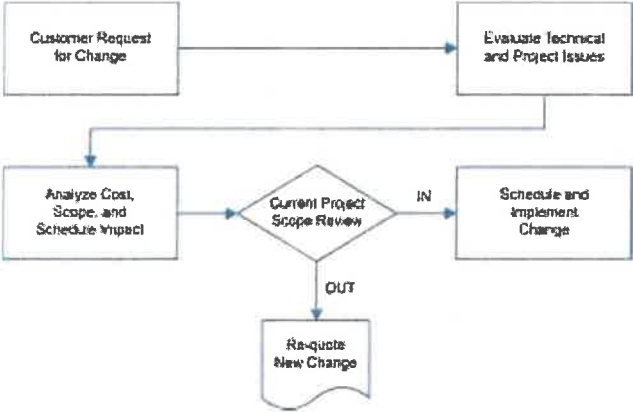 Customer Request
for Change
Evaluate Technical
and Project Issues
Analyze Cost,
Scope, and
Schedule Impact
Current Project
Scope Review
IN
Schedule and
Implement
Change
OUT
Re-quote
New Change